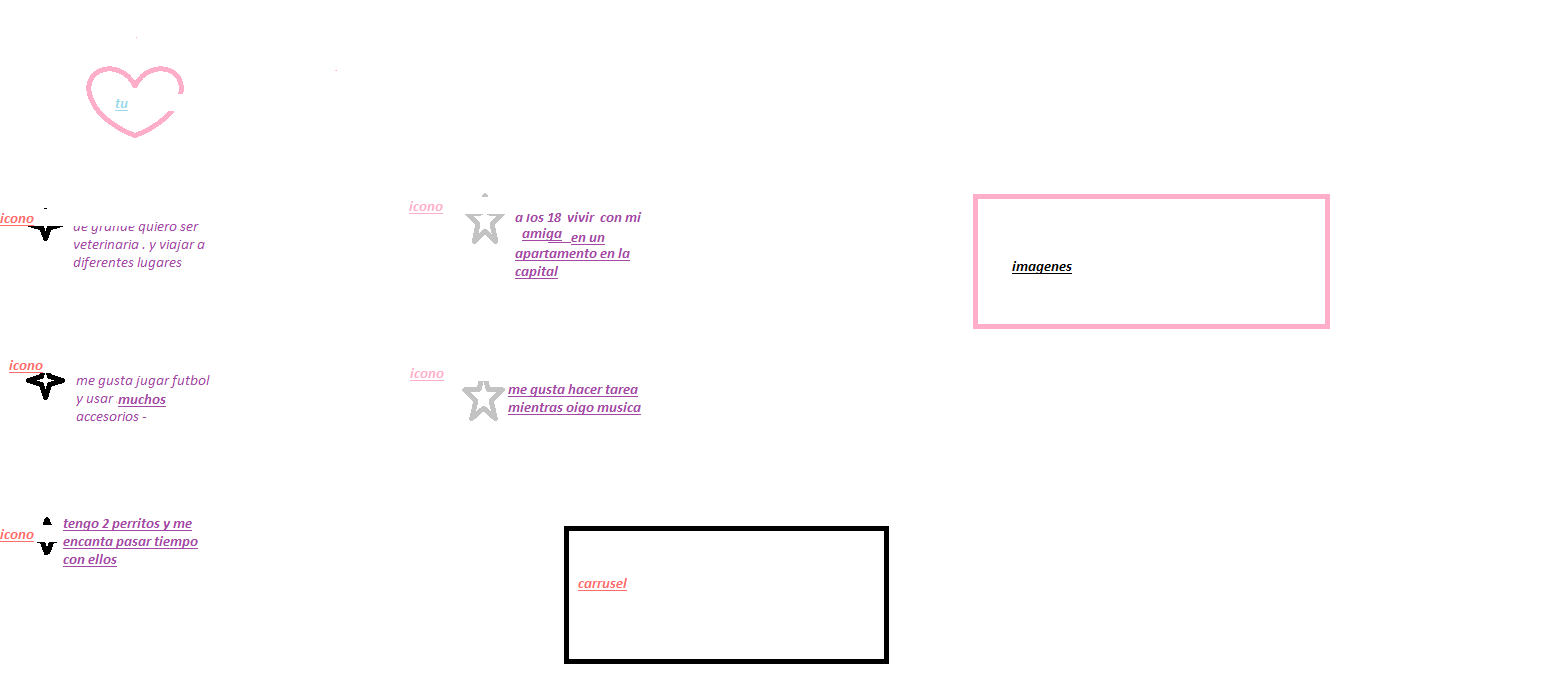 tu
icono
de grande quiero ser
veterinaria . y viajar a
diferentes lugares
icono
a los 18 vivir con mi
amiga en un
apartamento en la
capital
imagenes
icono
me gusta jugar futbol
y usar muchos
accesorios -
icono
me gusta hacer tarea
mientras oigo musica
icono
tengo 2 perritos y me
encanta pasar tiempo
con ellos
carrusel